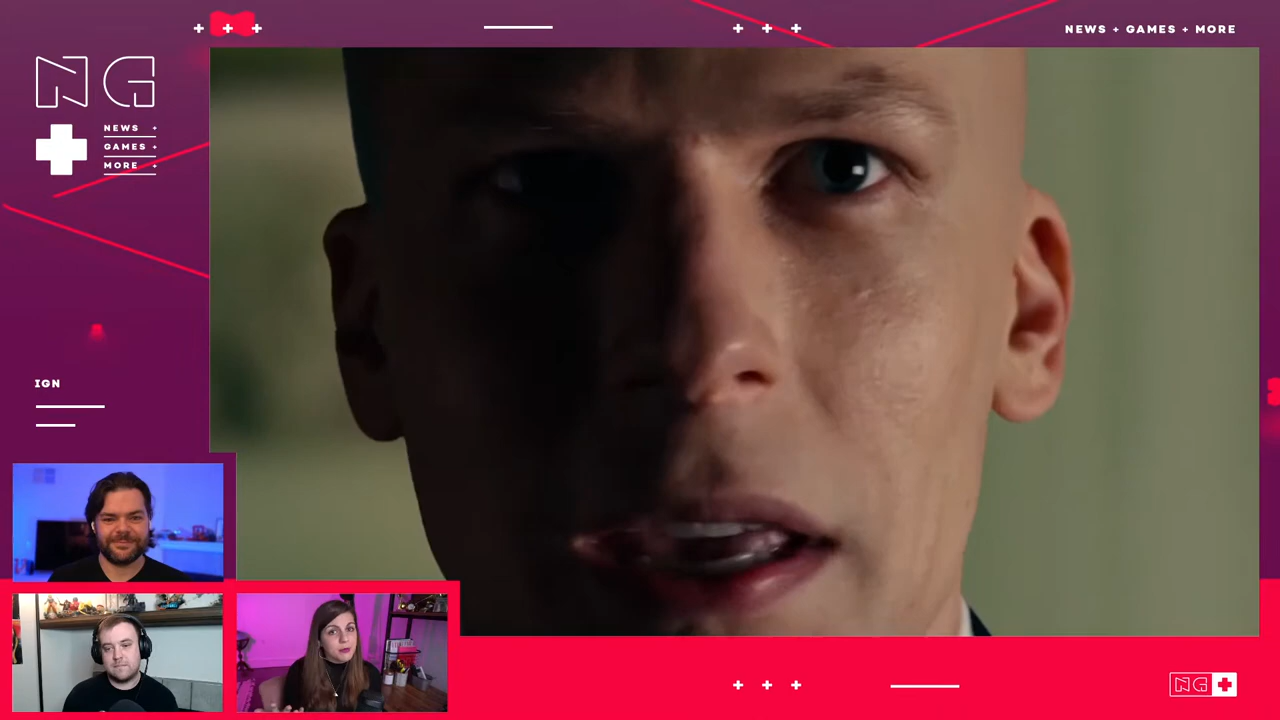 NEWS + GAMES + MORE
NG
NEWS +
GAMES +
MORE +
IGN
NG+